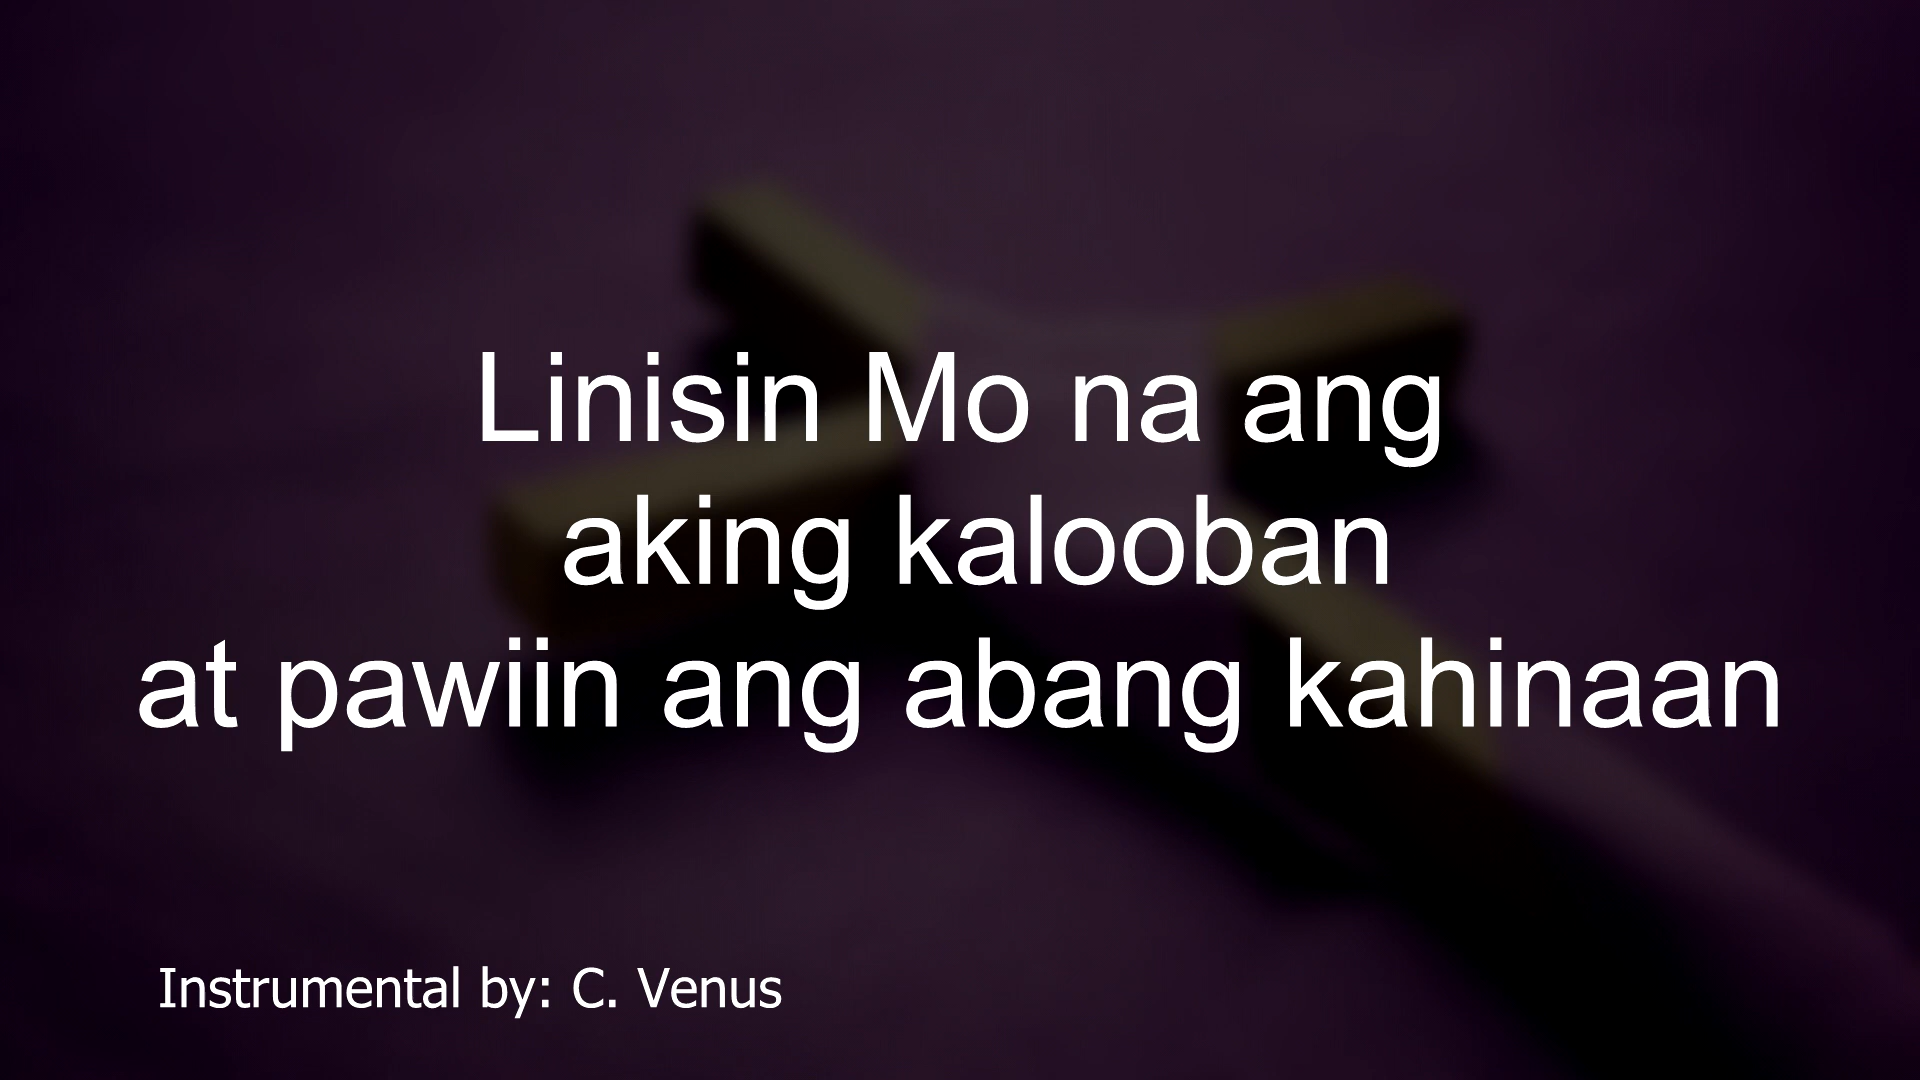 Linisin Mo na ang
aking kalooban
at pawiin ang abang kahinaan
Instrumental by: C. Venus